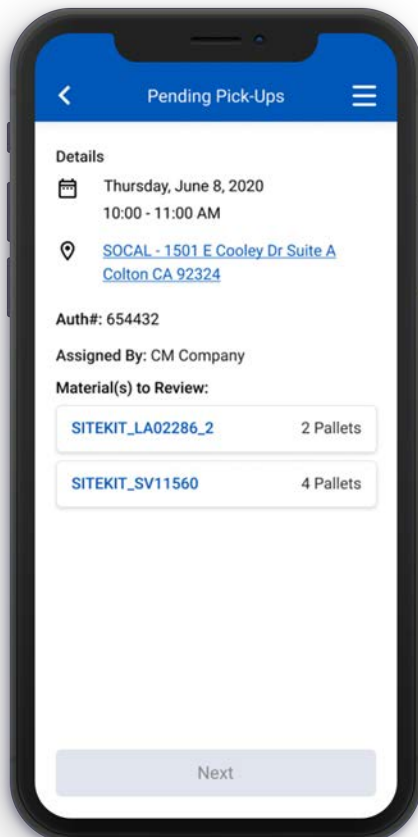 Pending Pick-Ups
Details
Thursday, June 8, 2020
10:00 - 11:00 AM
SOCAL - 1501 E Cooley Dr Suite A
Colton CA 92324
Auth#: 654432
Assigned By: CM Company
Material(s) to Review:
SITEKIT_LA02286_2 2 Pallets
SITEKIT_SV11560 4 Pallets
Next